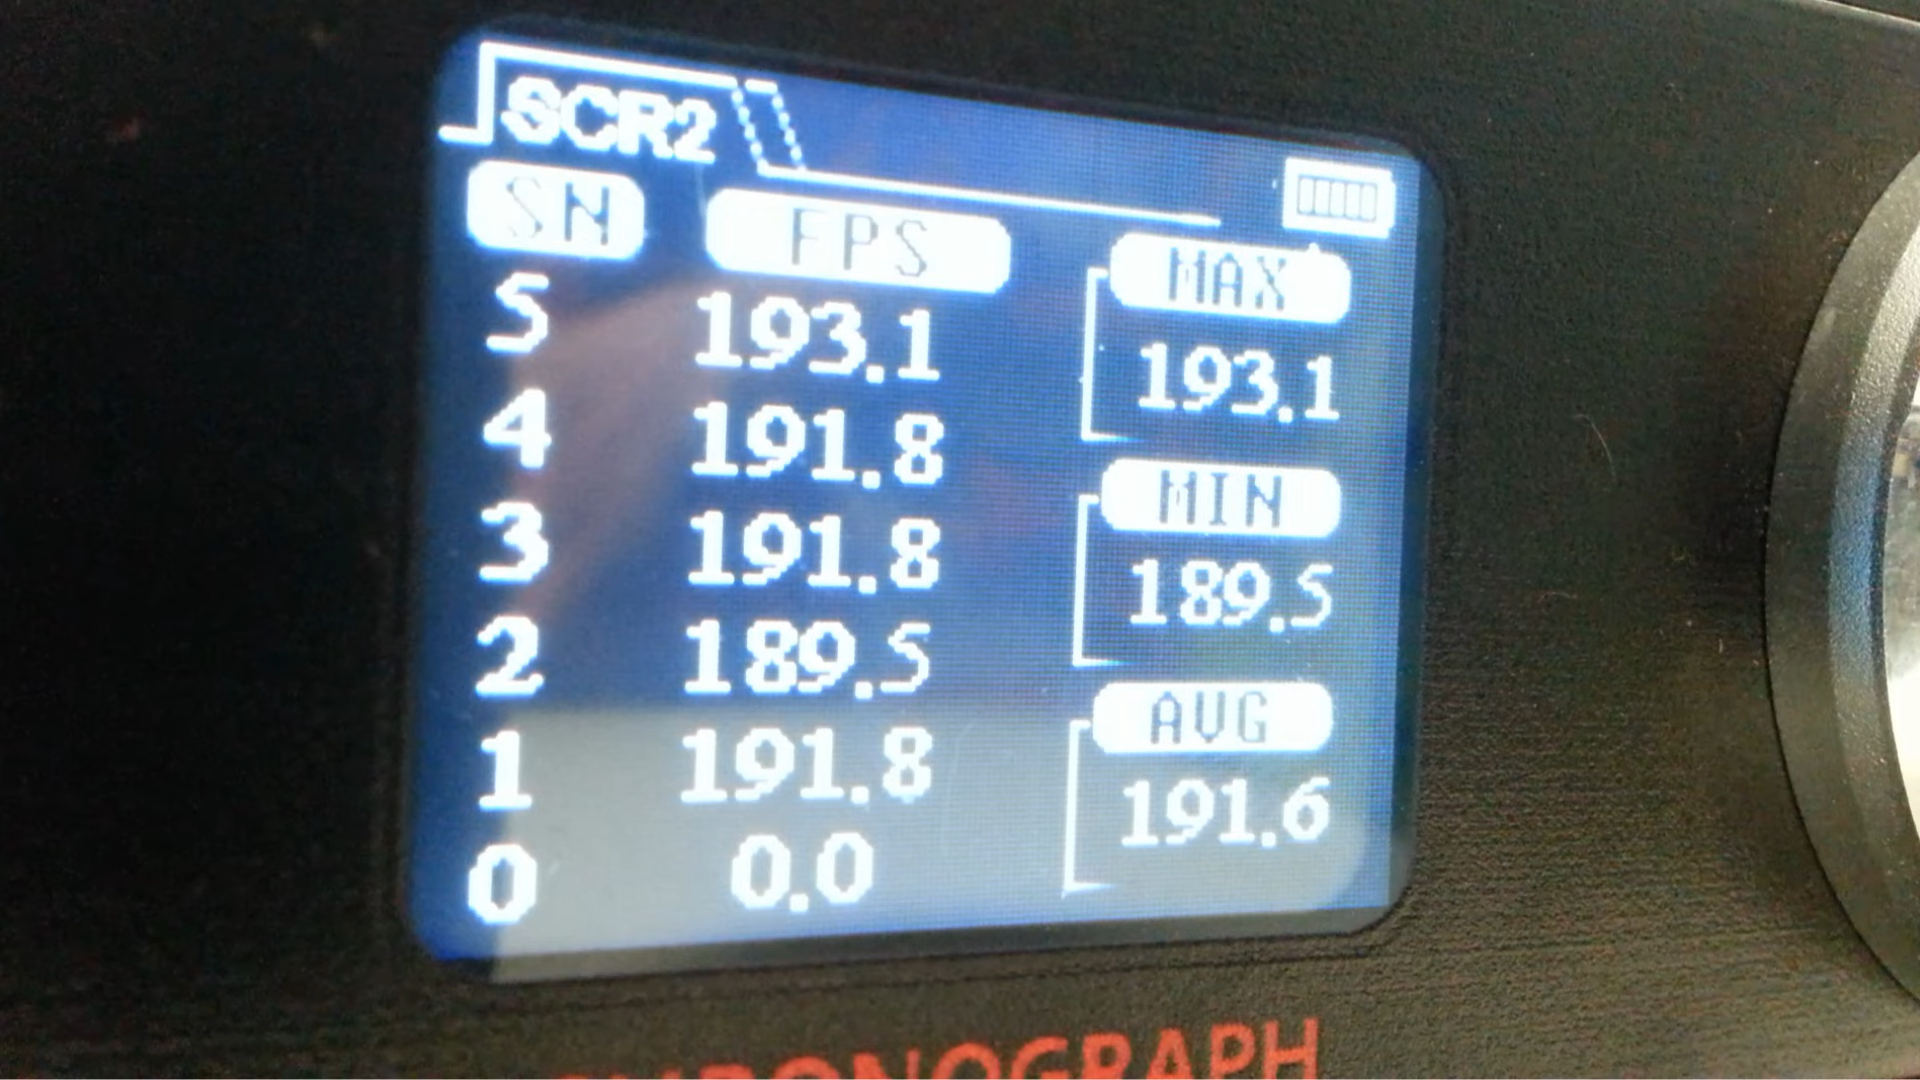 SCR2
SN FPS MAX
5 193.1 193.1
4 191.8
3 191.8 MIN
2 189.5 189.5
1 191.8 AVG
0 0.0 191.6
CHRONOGRAPH